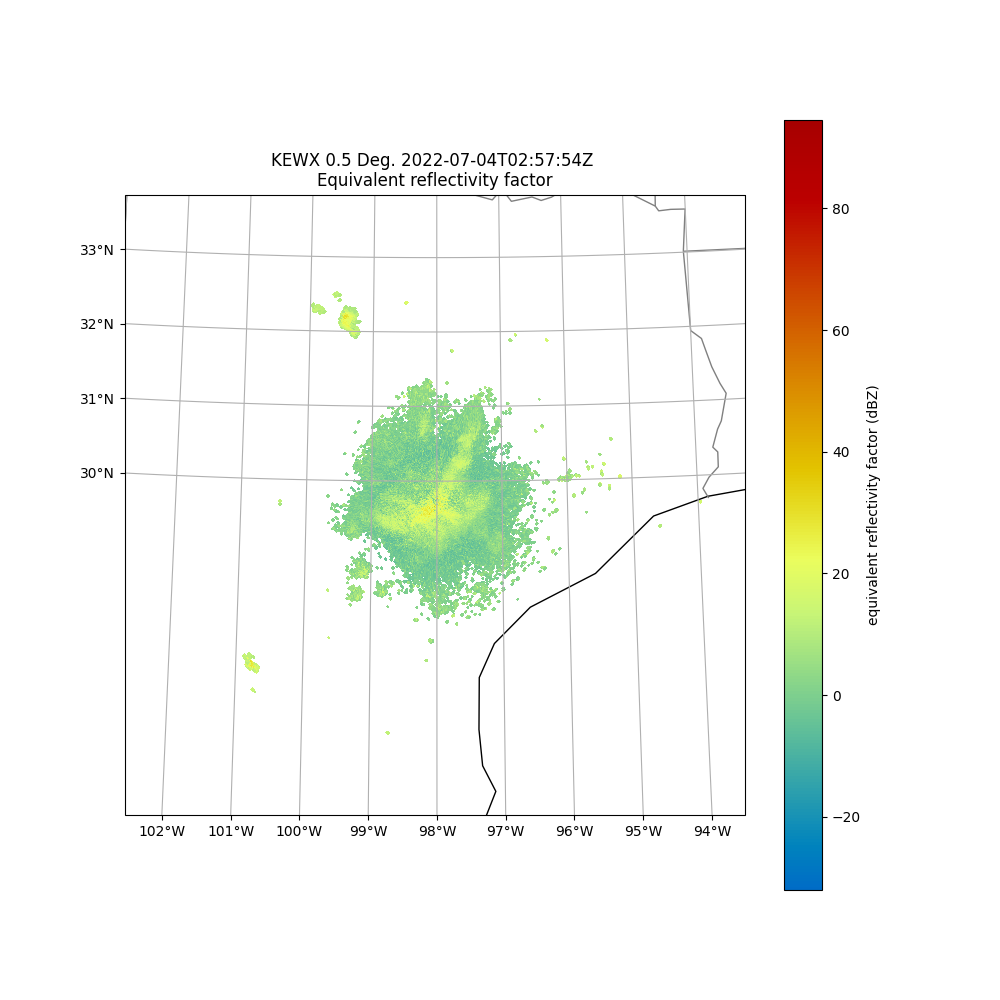 KEWX 0.5 Deg. 2022-07-04T02:57:54Z
Equivalent reflectivity factor
33°N
32°N
31°N
30°N
102°W 101°W 100°W 99°W 98°W 97°W 96°W 95°W 94°W
80
60
40
20
0
−20
equivalent reflectivity factor (dBZ)